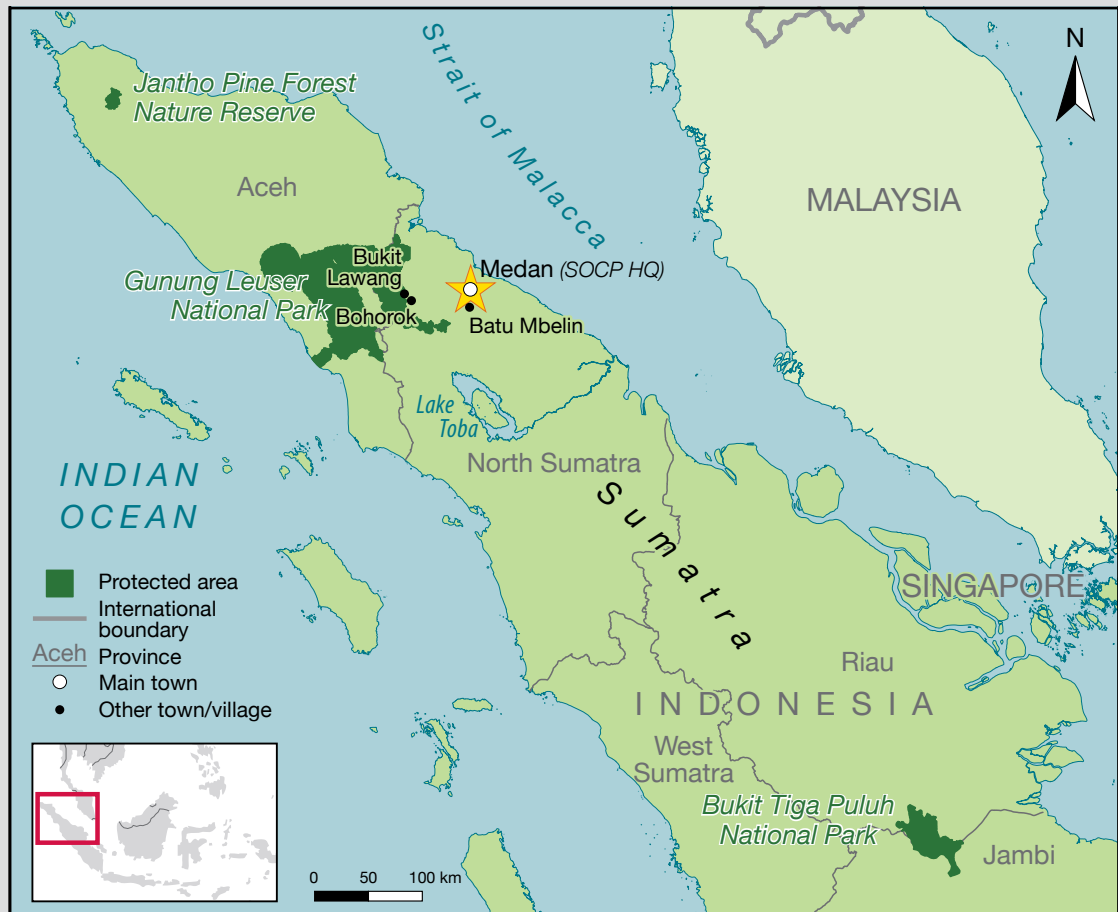 N
Jantho Pine Forest
Nature Reserve
Strait of Malacca
Aceh
MALAYSIA
Bukit
Lawang
Medan (SOCP HQ)
Gunung Leuser
National Park
Bohorok
Batu Mbelin
Lake
Toba
North Sumatra
INDIAN
OCEAN
Sumatra
Protected area
International
boundary
Aceh Province
Main town
Other town/village
SINGAPORE
Riau
INDONESIA
West
Sumatra
Bukit Tiga Puluh
National Park
Jambi
0 50 100 km